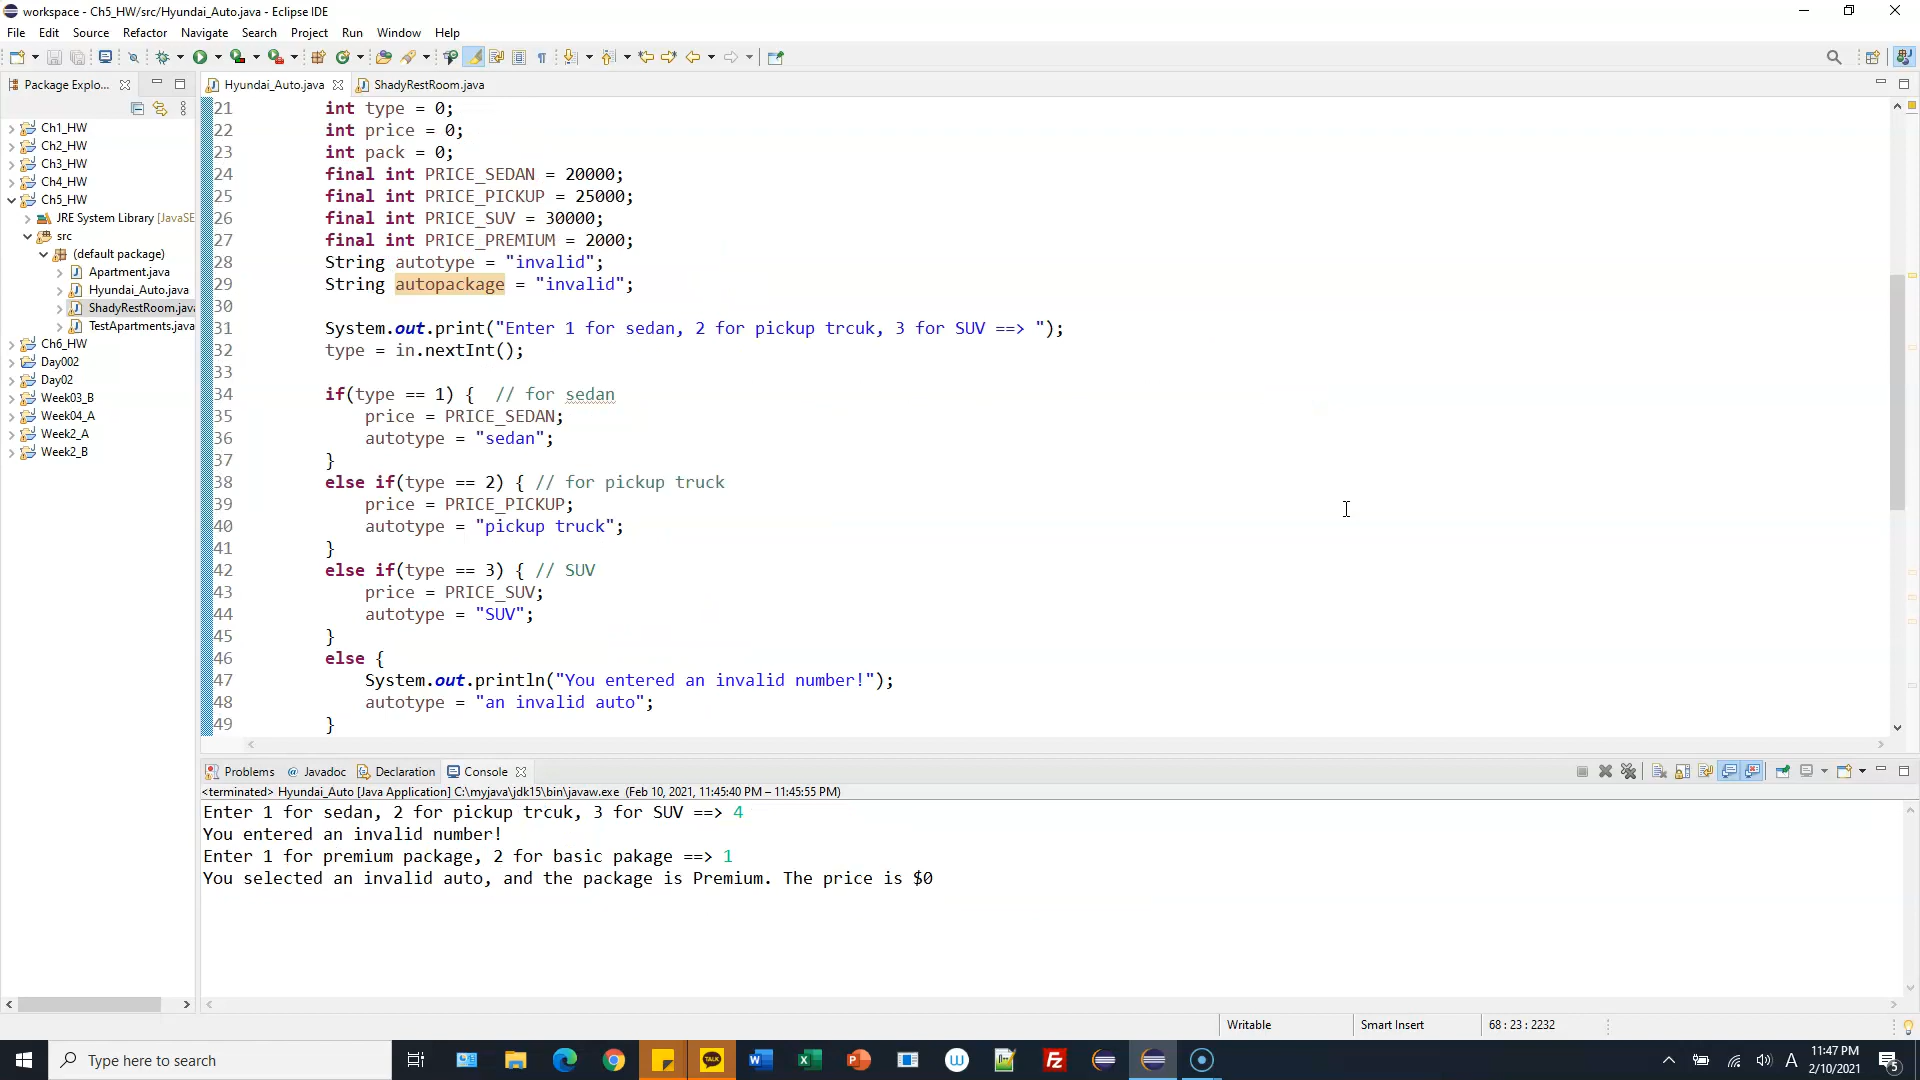 workspace - Ch5_HW/src/Hyundai_Auto.java - Eclipse IDE
File Edit Source Refactor Navigate Search Project Run Window Help
Package Explo...
Hyundai_Auto.java ShadyRestRoom.java
Ch1_HW
Ch2_HW
Ch3_HW
Ch4_HW
Ch5_HW
JRE System Library [JavaSE
src
(default package)
Apartment.java
Hyundai_Auto.java
ShadyRestRoom.java
TestApartments.java
Ch6_HW
Day002
Day02
Week03_B
Week04_A
Week2_A
Week2_B
21 int type = 0;
22 int price = 0;
23 int pack = 0;
24 final int PRICE_SEDAN = 20000;
25 final int PRICE_PICKUP = 25000;
26 final int PRICE_SUV = 30000;
27 final int PRICE_PREMIUM = 2000;
28 String autotype = "invalid";
29 String autopackage = "invalid";
30
31 System.out.print("Enter 1 for sedan, 2 for pickup trcuk, 3 for SUV ==> ");
32 type = in.nextInt();
33
34 if(type == 1) { // for sedan
35 price = PRICE_SEDAN;
36 autotype = "sedan";
37 }
38 else if(type == 2) { // for pickup truck
39 price = PRICE_PICKUP;
40 autotype = "pickup truck";
41 }
42 else if(type == 3) { // SUV
43 price = PRICE_SUV;
44 autotype = "SUV";
45 }
46 else {
47 System.out.println("You entered an invalid number!");
48 autotype = "an invalid auto";
49 }
Problems Javadoc Declaration Console
<terminated> Hyundai_Auto [Java Application] C:\myjava\jdk15\bin\javaw.exe (Feb 10, 2021, 11:45:40 PM – 11:45:55 PM)
Enter 1 for sedan, 2 for pickup trcuk, 3 for SUV ==> 4
You entered an invalid number!
Enter 1 for premium package, 2 for basic pakage ==> 1
You selected an invalid auto, and the package is Premium. The price is $0
Writable Smart Insert 68 : 23 : 2232
Type here to search
TALK
A
11:47 PM
2/10/2021
5